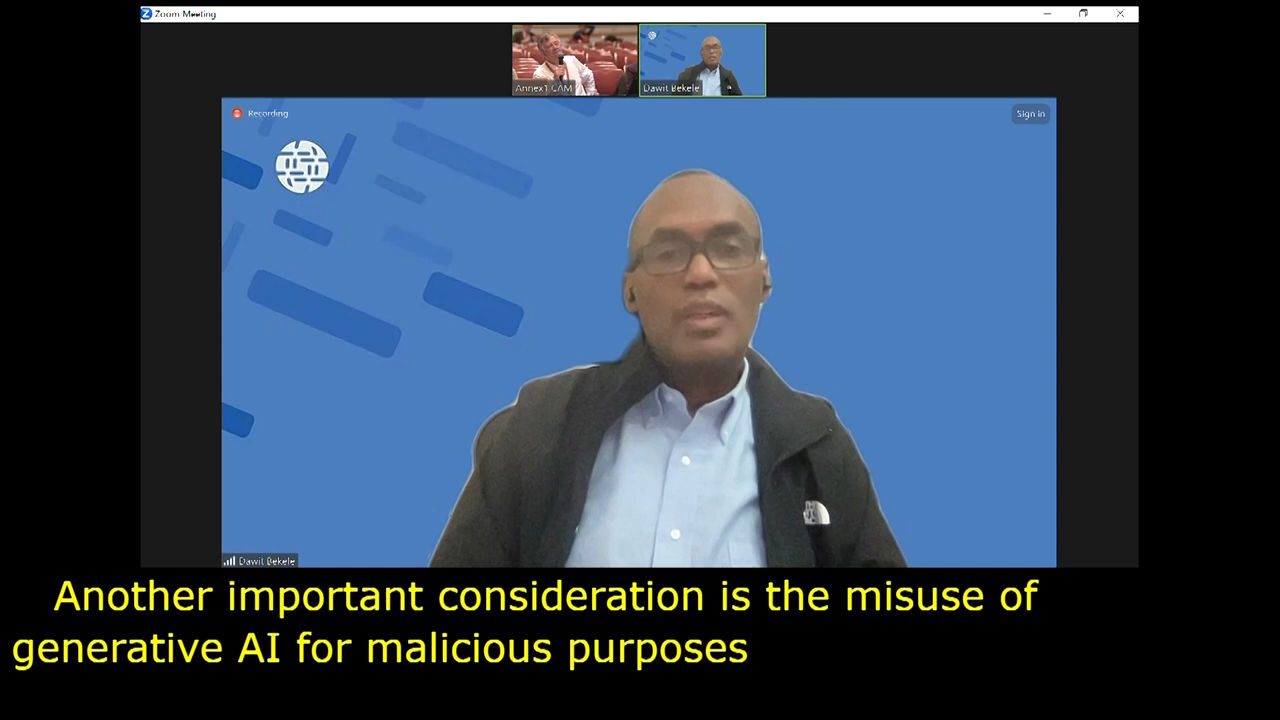 Zoom Meeting
Annex1 CAM
Dawit Bekele
Recording
Sign in
Dawit Bekele
Another important consideration is the misuse of
generative AI for malicious purposes